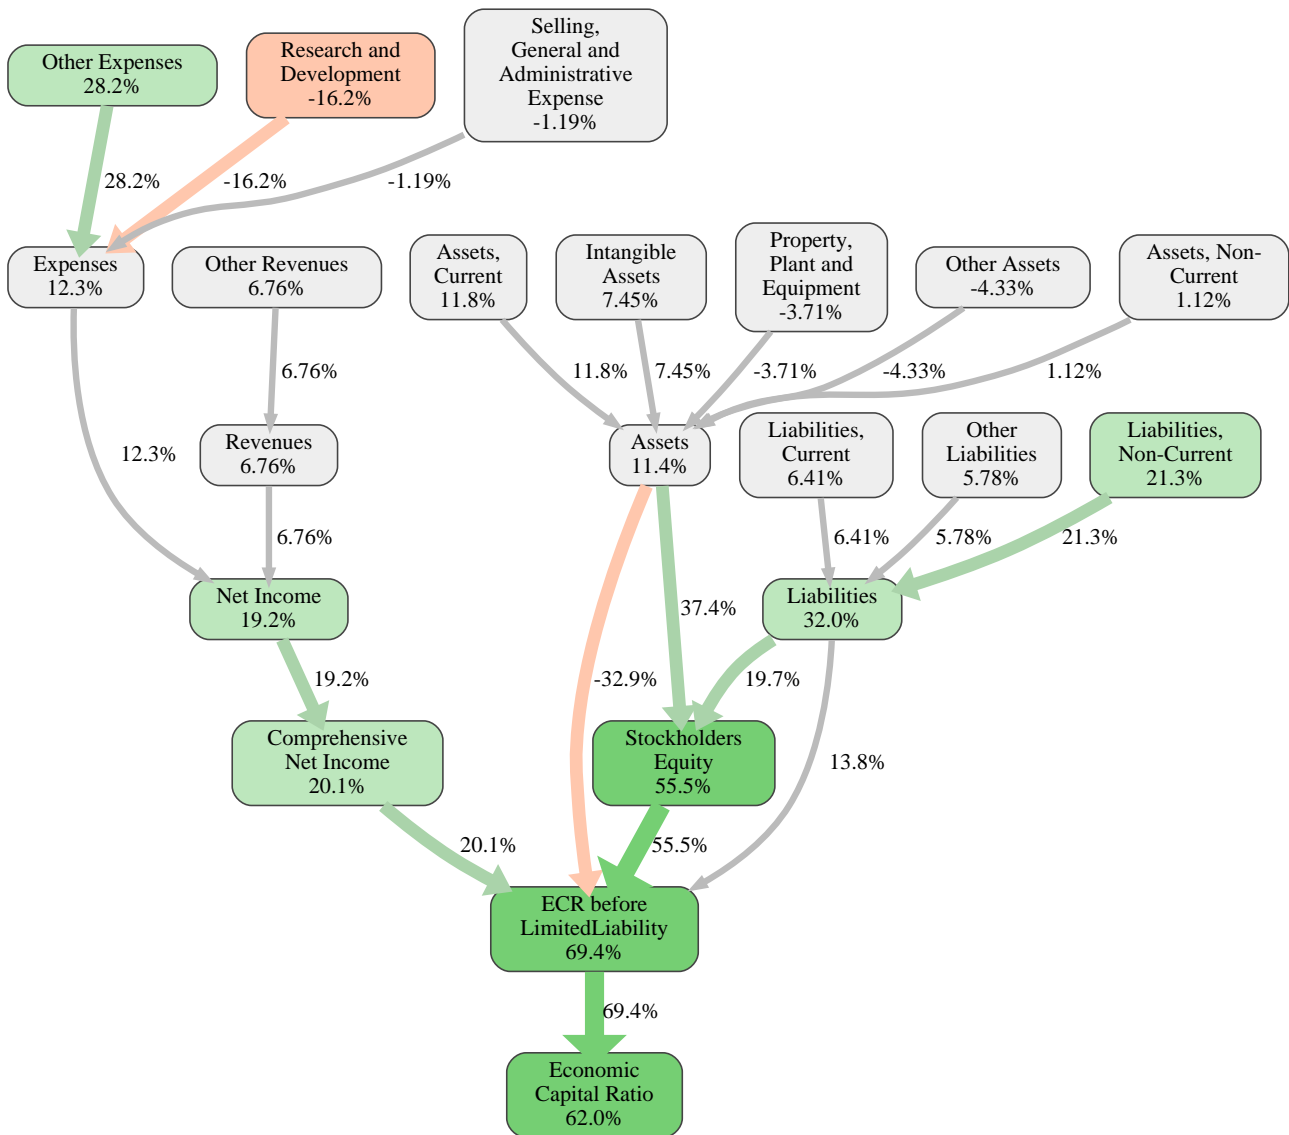 Other Expenses
28.2%
Research and
Development
-16.2%
Selling,
General and
Administrative
Expense
-1.19%
28.2%
-16.2%
-1.19%
Expenses
12.3%
Other Revenues
6.76%
Assets,
Current
11.8%
Intangible
Assets
7.45%
Property,
Plant and
Equipment
-3.71%
Other Assets
-4.33%
Assets, Non-
Current
1.12%
6.76%
11.8%
7.45%
-3.71%
-4.33%
1.12%
12.3%
Revenues
6.76%
Assets
11.4%
Liabilities,
Current
6.41%
Other
Liabilities
5.78%
Liabilities,
Non-Current
21.3%
6.76%
6.41%
5.78%
21.3%
Net Income
19.2%
37.4%
Liabilities
32.0%
19.2%
-32.9%
19.7%
Comprehensive
Net Income
20.1%
Stockholders
Equity
55.5%
13.8%
20.1%
55.5%
ECR before
LimitedLiability
69.4%
69.4%
Economic
Capital Ratio
62.0%